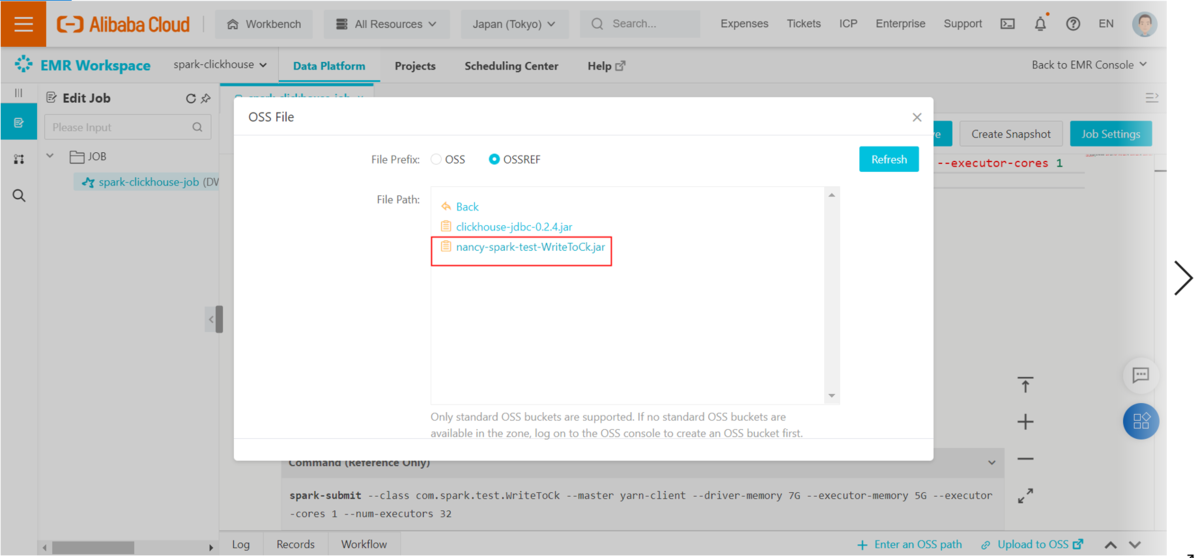 Alibaba Cloud
Workbench
All Resources
Japan (Tokyo)
Search...
Expenses
Tickets
ICP
Enterprise
Support
EN
EMR Workspace
spark-clickhouse
Data Platform
Projects
Scheduling Center
Help
Back to EMR Console
Edit Job
Please Input
JOB
spark-clickhouse-job (DW
Create Snapshot
Job Settings
--executor-cores 1
OSS File
File Prefix:
OSS
OSSREF
Refresh
File Path:
Back
clickhouse-jdbc-0.2.4.jar
nancy-spark-test-WriteToCk.jar
Only standard OSS buckets are supported. If no standard OSS buckets are
available in the zone, log on to the OSS console to create an OSS bucket first.
Command (Reference Only)
spark-submit --class com.spark.test.WriteToCk --master yarn-client --driver-memory 7G --executor-memory 5G --executor
-cores 1 --num-executors 32
Log
Records
Workflow
Enter an OSS path
Upload to OSS